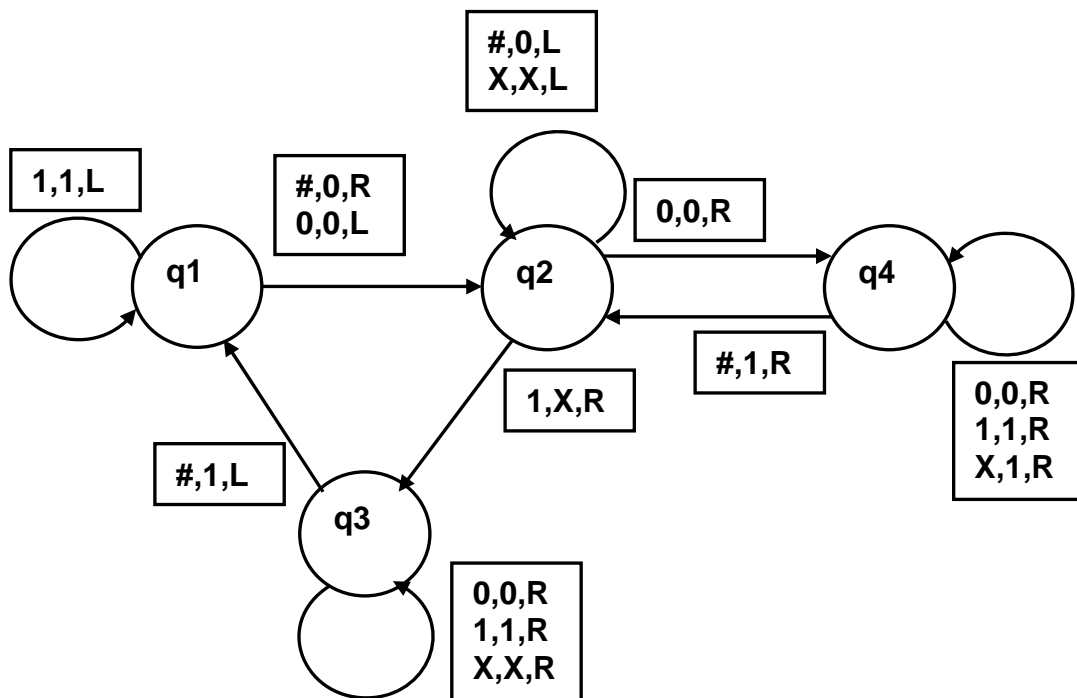 #,0,L
X,X,L
1,1,L
#,0,R
0,0,L
0,0,R
q1
q2
q4
#,1,R
1,X,R
0,0,R
1,1,R
X,1,R
#,1,L
q3
0,0,R
1,1,R
X,X,R